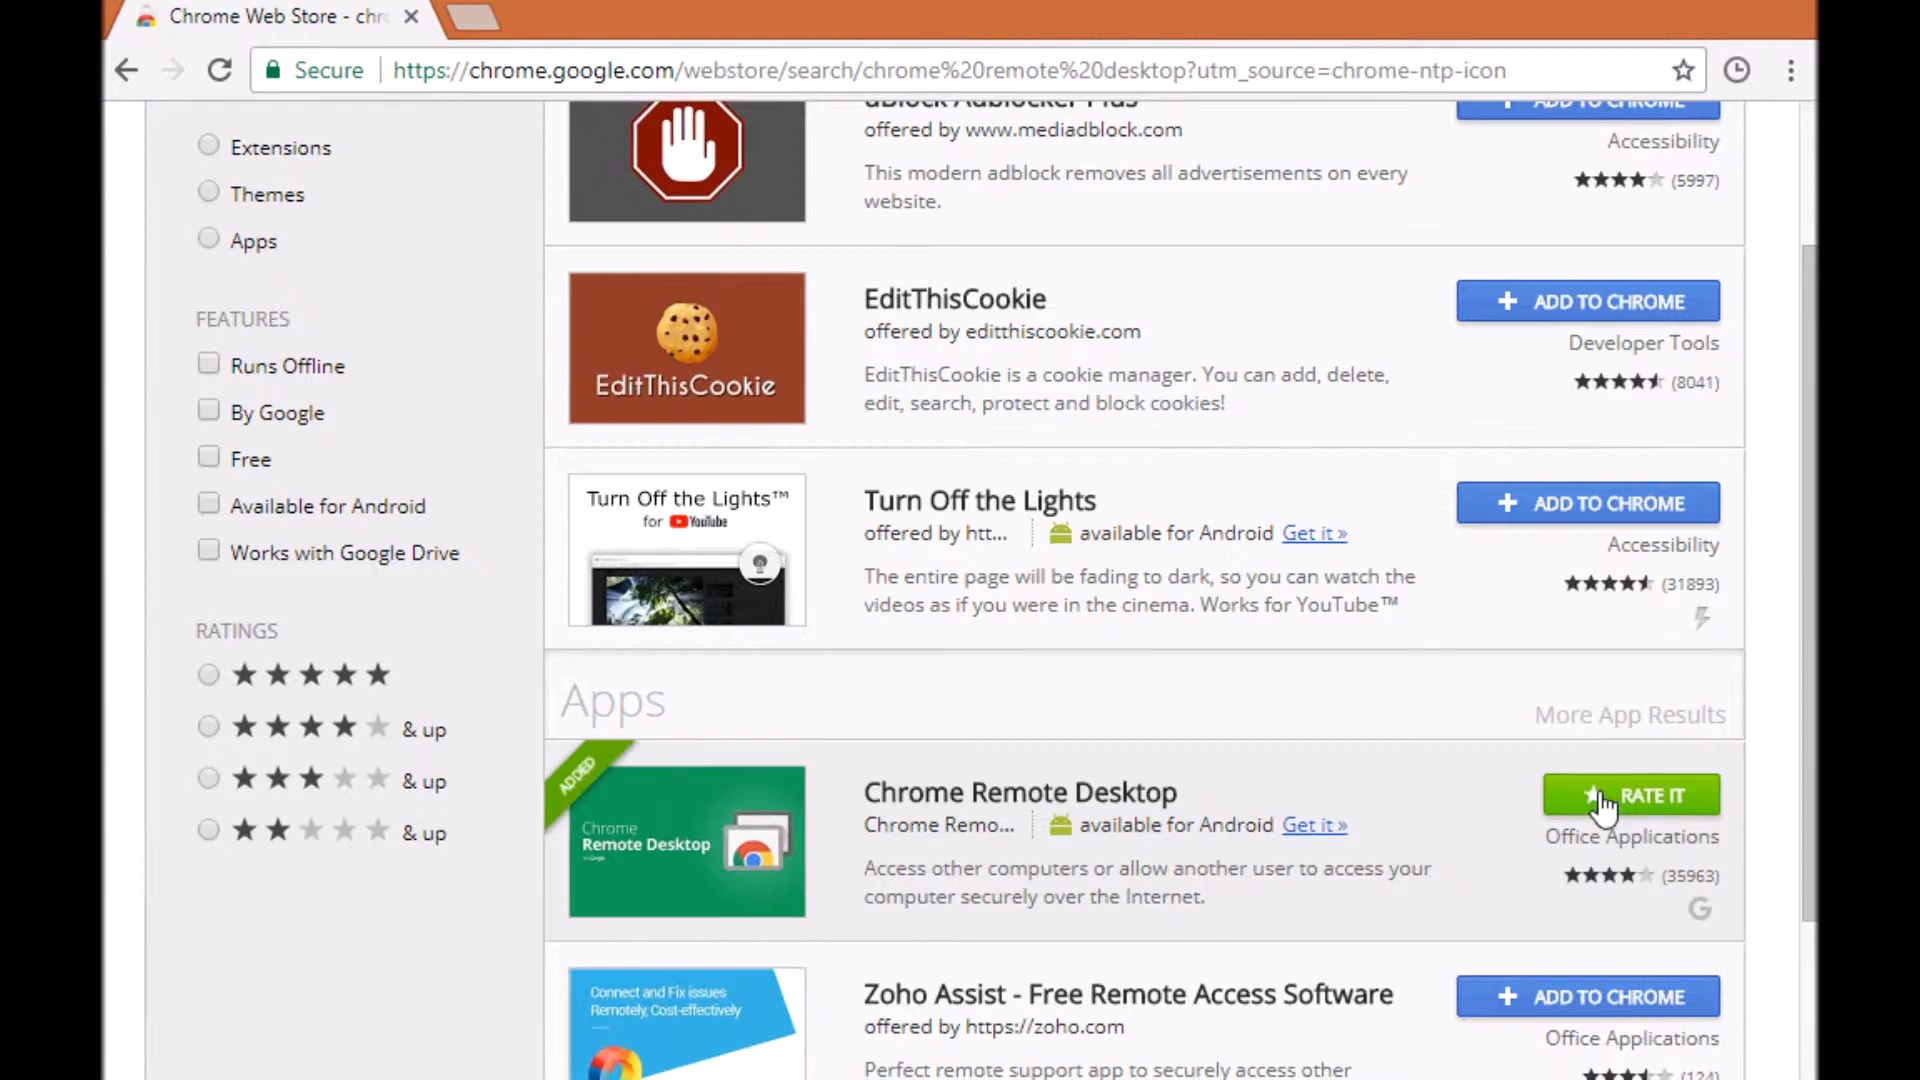 Chrome Web Store - chr
Secure
https://chrome.google.com/webstore/search/chrome%20remote%20desktop?utm_source=chrome-ntp-icon
Extensions
Themes
Apps
FEATURES
Runs Offline
By Google
Free
Available for Android
Works with Google Drive
RATINGS
& up
& up
& up
uBlock Adblocker Plus
offered by www.mediadblock.com
This modern adblock removes all advertisements on every
website.
ADD TO CHROME
Accessibility
(5997)
EditThisCookie
EditThisCookie
offered by editthiscookie.com
EditThisCookie is a cookie manager. You can add, delete,
edit, search, protect and block cookies!
ADD TO CHROME
Developer Tools
(8041)
Turn Off the Lights™
for YouTube
Turn Off the Lights
offered by htt... available for Android Get it »
The entire page will be fading to dark, so you can watch the
videos as if you were in the cinema. Works for YouTube™
ADD TO CHROME
Accessibility
(31893)
Apps
More App Results
ADDED
Chrome
Remote Desktop
Chrome Remote Desktop
Chrome Remo... available for Android Get it »
Access other computers or allow another user to access your
computer securely over the Internet.
RATE IT
Office Applications
(35963)
G
Connect and Fix issues
Remotely, Cost-effectively
Zoho Assist - Free Remote Access Software
offered by https://zoho.com
Perfect remote support app to securely access other
ADD TO CHROME
Office Applications
(124)